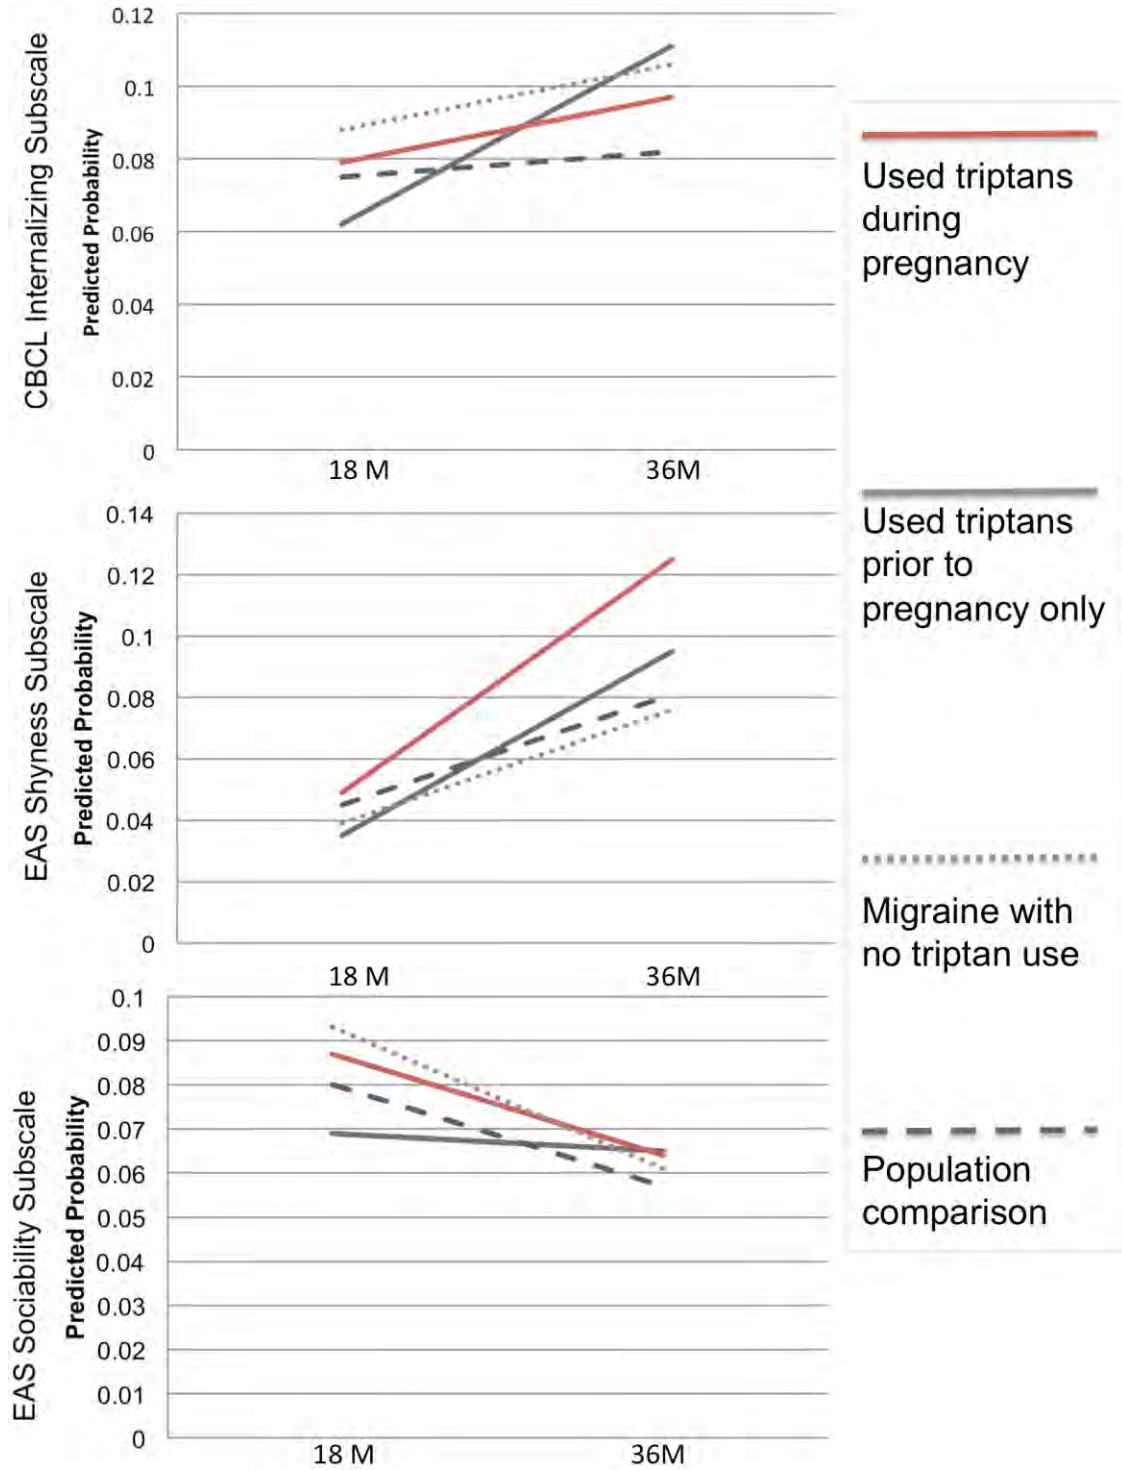 CBCL Internalizing Subscale
Predicted Probability
0.12
0.1
0.08
0.06
0.04
0.02
0
18 M
36M
EAS Shyness Subscale
Predicted Probability
0.14
0.12
0.1
0.08
0.06
0.04
0.02
0
18 M
36M
EAS Sociability Subscale
Predicted Probability
0.1
0.09
0.08
0.07
0.06
0.05
0.04
0.03
0.02
0.01
0
18 M
36M
Used triptans
during
pregnancy
Used triptans
prior to
pregnancy only
Migraine with
no triptan use
Population
comparison